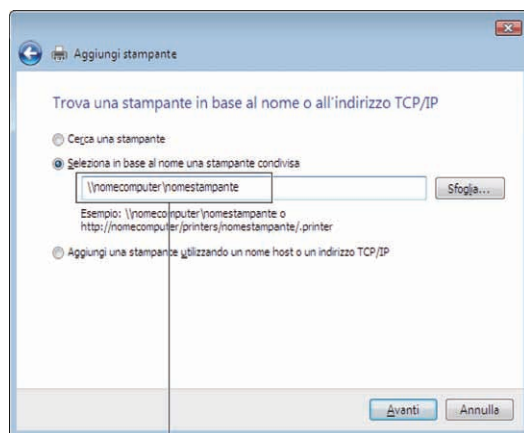 Aggiungi stampante
Trova una stampante in base al nome o all'indirizzo TCP/IP
Cerca una stampante
Seleziona in base al nome una stampante condivisa
\\nomecomputer\nomestampante
Sfoglia...
Esempio: \\nomecomputer\nomestampante o
http://nomecomputer/printers/nomestampante/.printer
Aggiungi una stampante utilizzando un nome host o un indirizzo TCP/IP
Avanti
Annulla